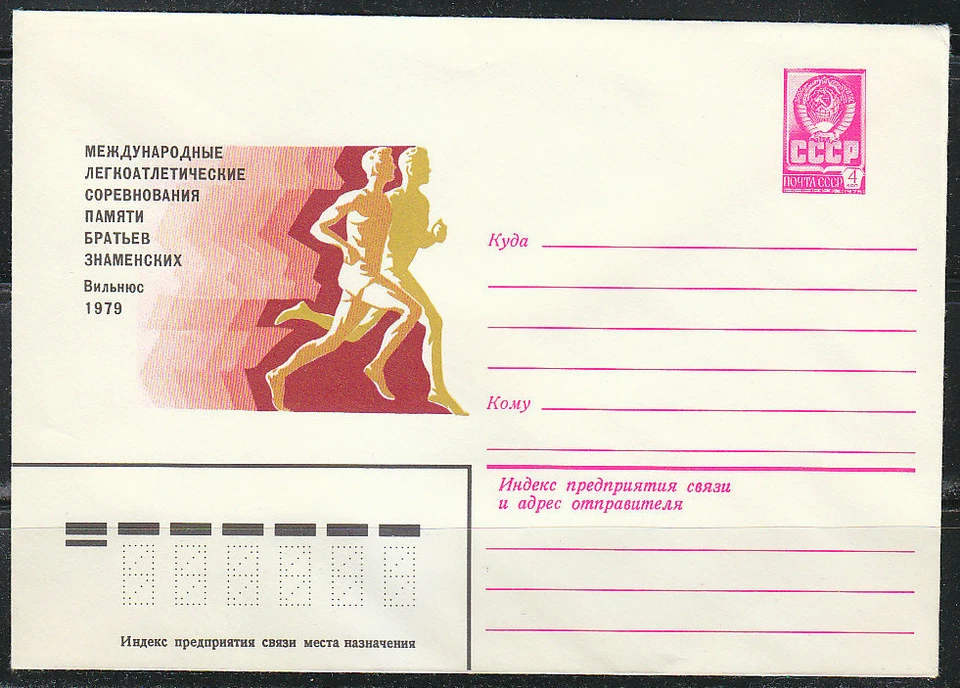 МЕЖДУНАРОДНЫЕ
ЛЕГКОАТЛЕТИЧЕСКИЕ
СОРЕВНОВАНИЯ
ПАМЯТИ
БРАТЬЕВ
ЗНАМЕНСКИХ
Вильнюс
1979
СССР
ПОЧТА СССР 4
КОП
Куда
Кому
Индекс предприятия связи
и адрес отправителя
Индекс предприятия связи места назначения